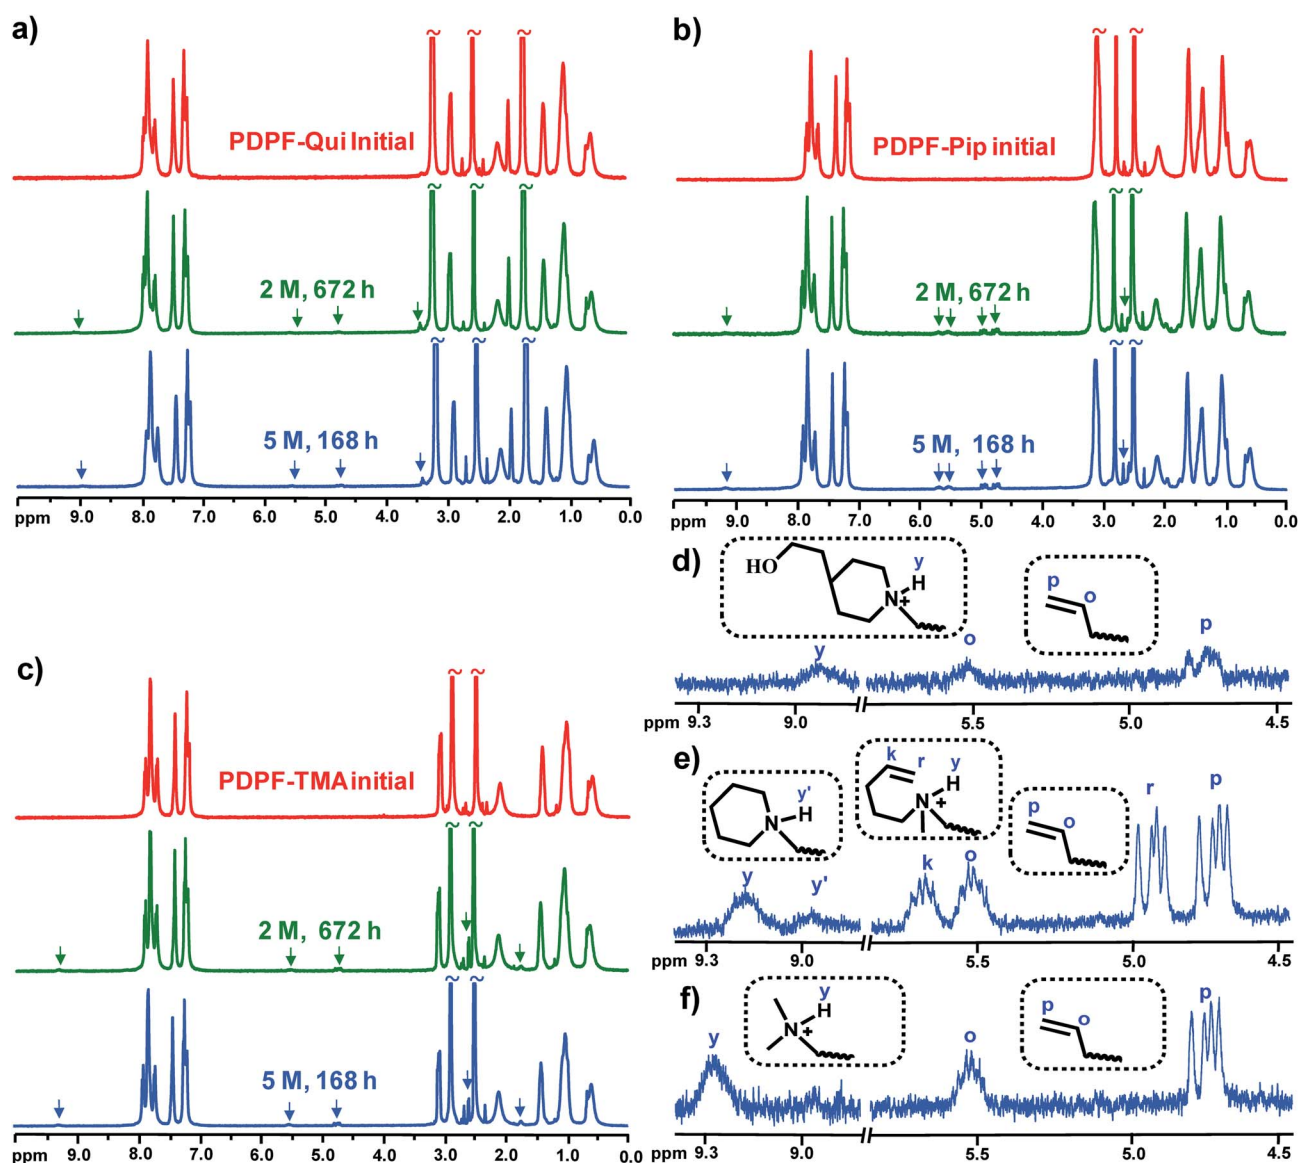 a)
~ ~ ~
PDPF-Qui Initial
2 M, 672 h
~ ~ ~
5 M, 168 h
~ ~ ~
ppm 9.0 8.0 7.0 6.0 5.0 4.0 3.0 2.0 1.0 0.0
b)
~ ~
PDPF-Pip initial
2 M, 672 h
~ ~
5 M, 168 h
~ ~
ppm 9.0 8.0 7.0 6.0 5.0 4.0 3.0 2.0 1.0 0.0
c)
~ ~
PDPF-TMA initial
2 M, 672 h
~ ~
5 M, 168 h
~ ~
ppm 9.0 8.0 7.0 6.0 5.0 4.0 3.0 2.0 1.0 0.0
d)
HO
y
H
N
+
p
o
y
o
p
ppm 9.3 9.0 5.5 5.0 4.5
e)
y'
N H
k
r
y
H
N
+
p
o
y
y'
k
o
r
p
ppm 9.3 9.0 5.5 5.0 4.5
f)
y
H
N
+
p
o
y
o
p
ppm 9.3 9.0 5.5 5.0 4.5